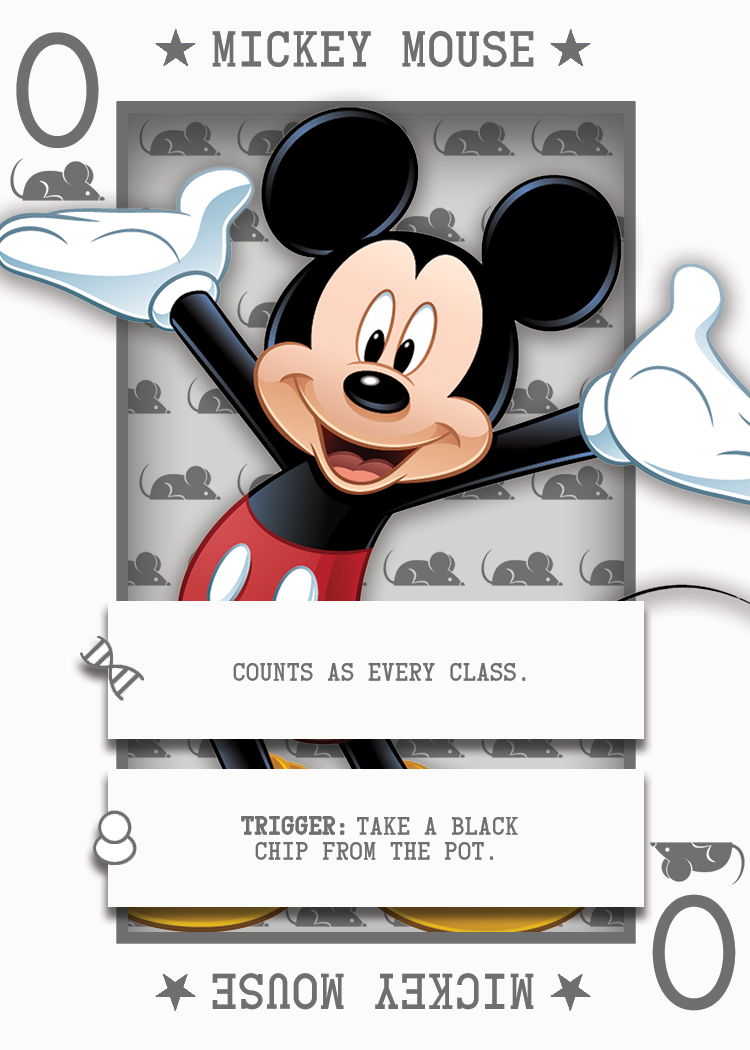 0
★ MICKEY MOUSE ★
COUNTS AS EVERY CLASS.
TRIGGER: TAKE A BLACK
CHIP FROM THE POT.
0
★ MICKEY MOUSE ★